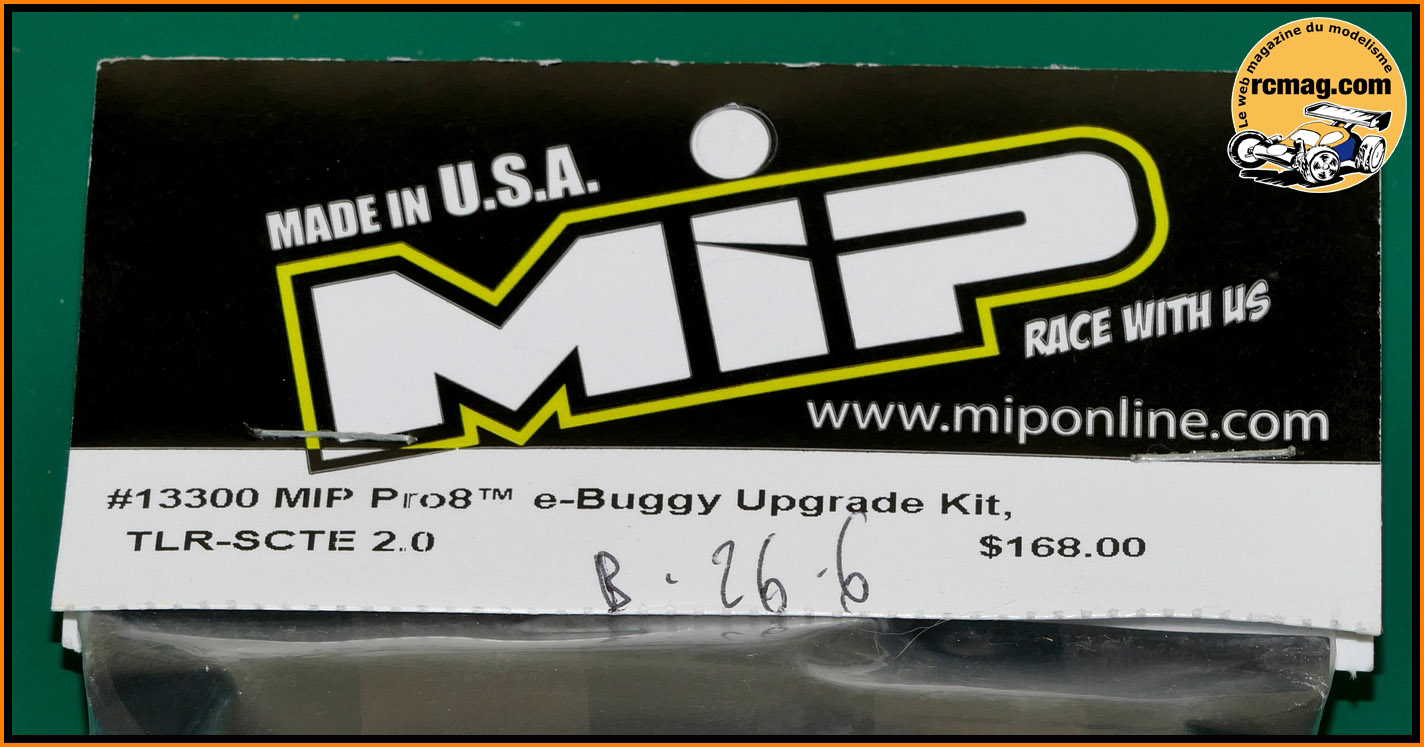 Le web magazine du modelisme
rcmag.com
MADE IN U.S.A.
MiP
RACE WITH US
www.miponline.com
#13300 MIP Pro8™ e-Buggy Upgrade Kit,
TLR-SCTE 2.0
$168.00
B - 26 - 6